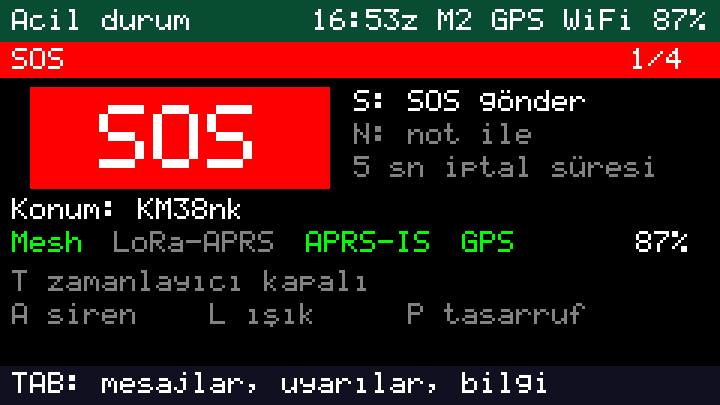 Acil durum 16:53z M2 GPS WiFi 87%
SOS 1/4
SOS
S: SOS gönder
N: not ile
5 sn iptal süresi
Konum: KM38nk
Mesh LoRa-APRS APRS-IS GPS 87%
T zamanlayıcı kapalı
A siren L ışık P tasarruf
TAB: mesajlar, uyarılar, bilgi